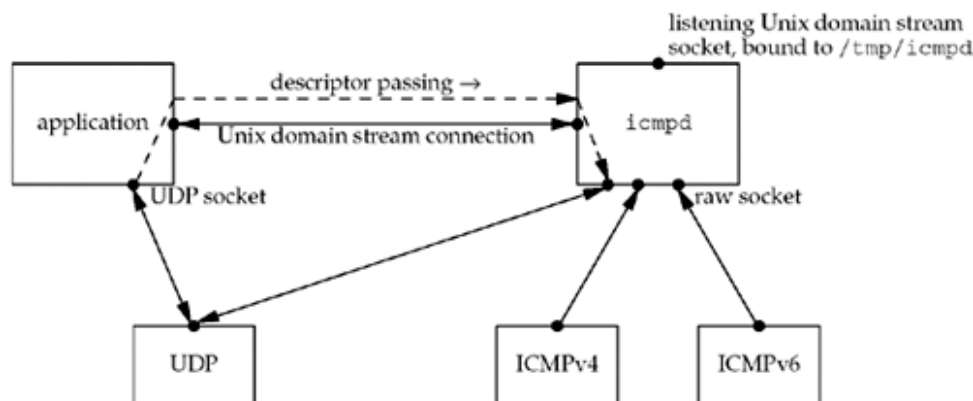 listening Unix domain stream
socket, bound to /tmp/icmpd
descriptor passing →
application
icmpd
Unix domain stream connection
UDP socket
raw socket
UDP
ICMPv4
ICMPv6